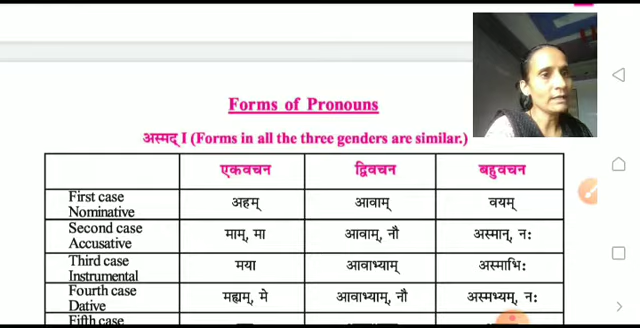 Forms of Pronouns
अस्मद् I (Forms in all the three genders are similar.)
एकवचन द्विवचन बहुवचन
First case
Nominative अहम् आवाम् वयम्
Second case
Accusative माम्, मा आवाम्, नौ अस्मान्, न:
Third case
Instrumental मया आवाभ्याम् अस्माभि:
Fourth case
Dative मह्यम्, मे आवाभ्याम्, नौ अस्मभ्यम्, न:
Fifth case